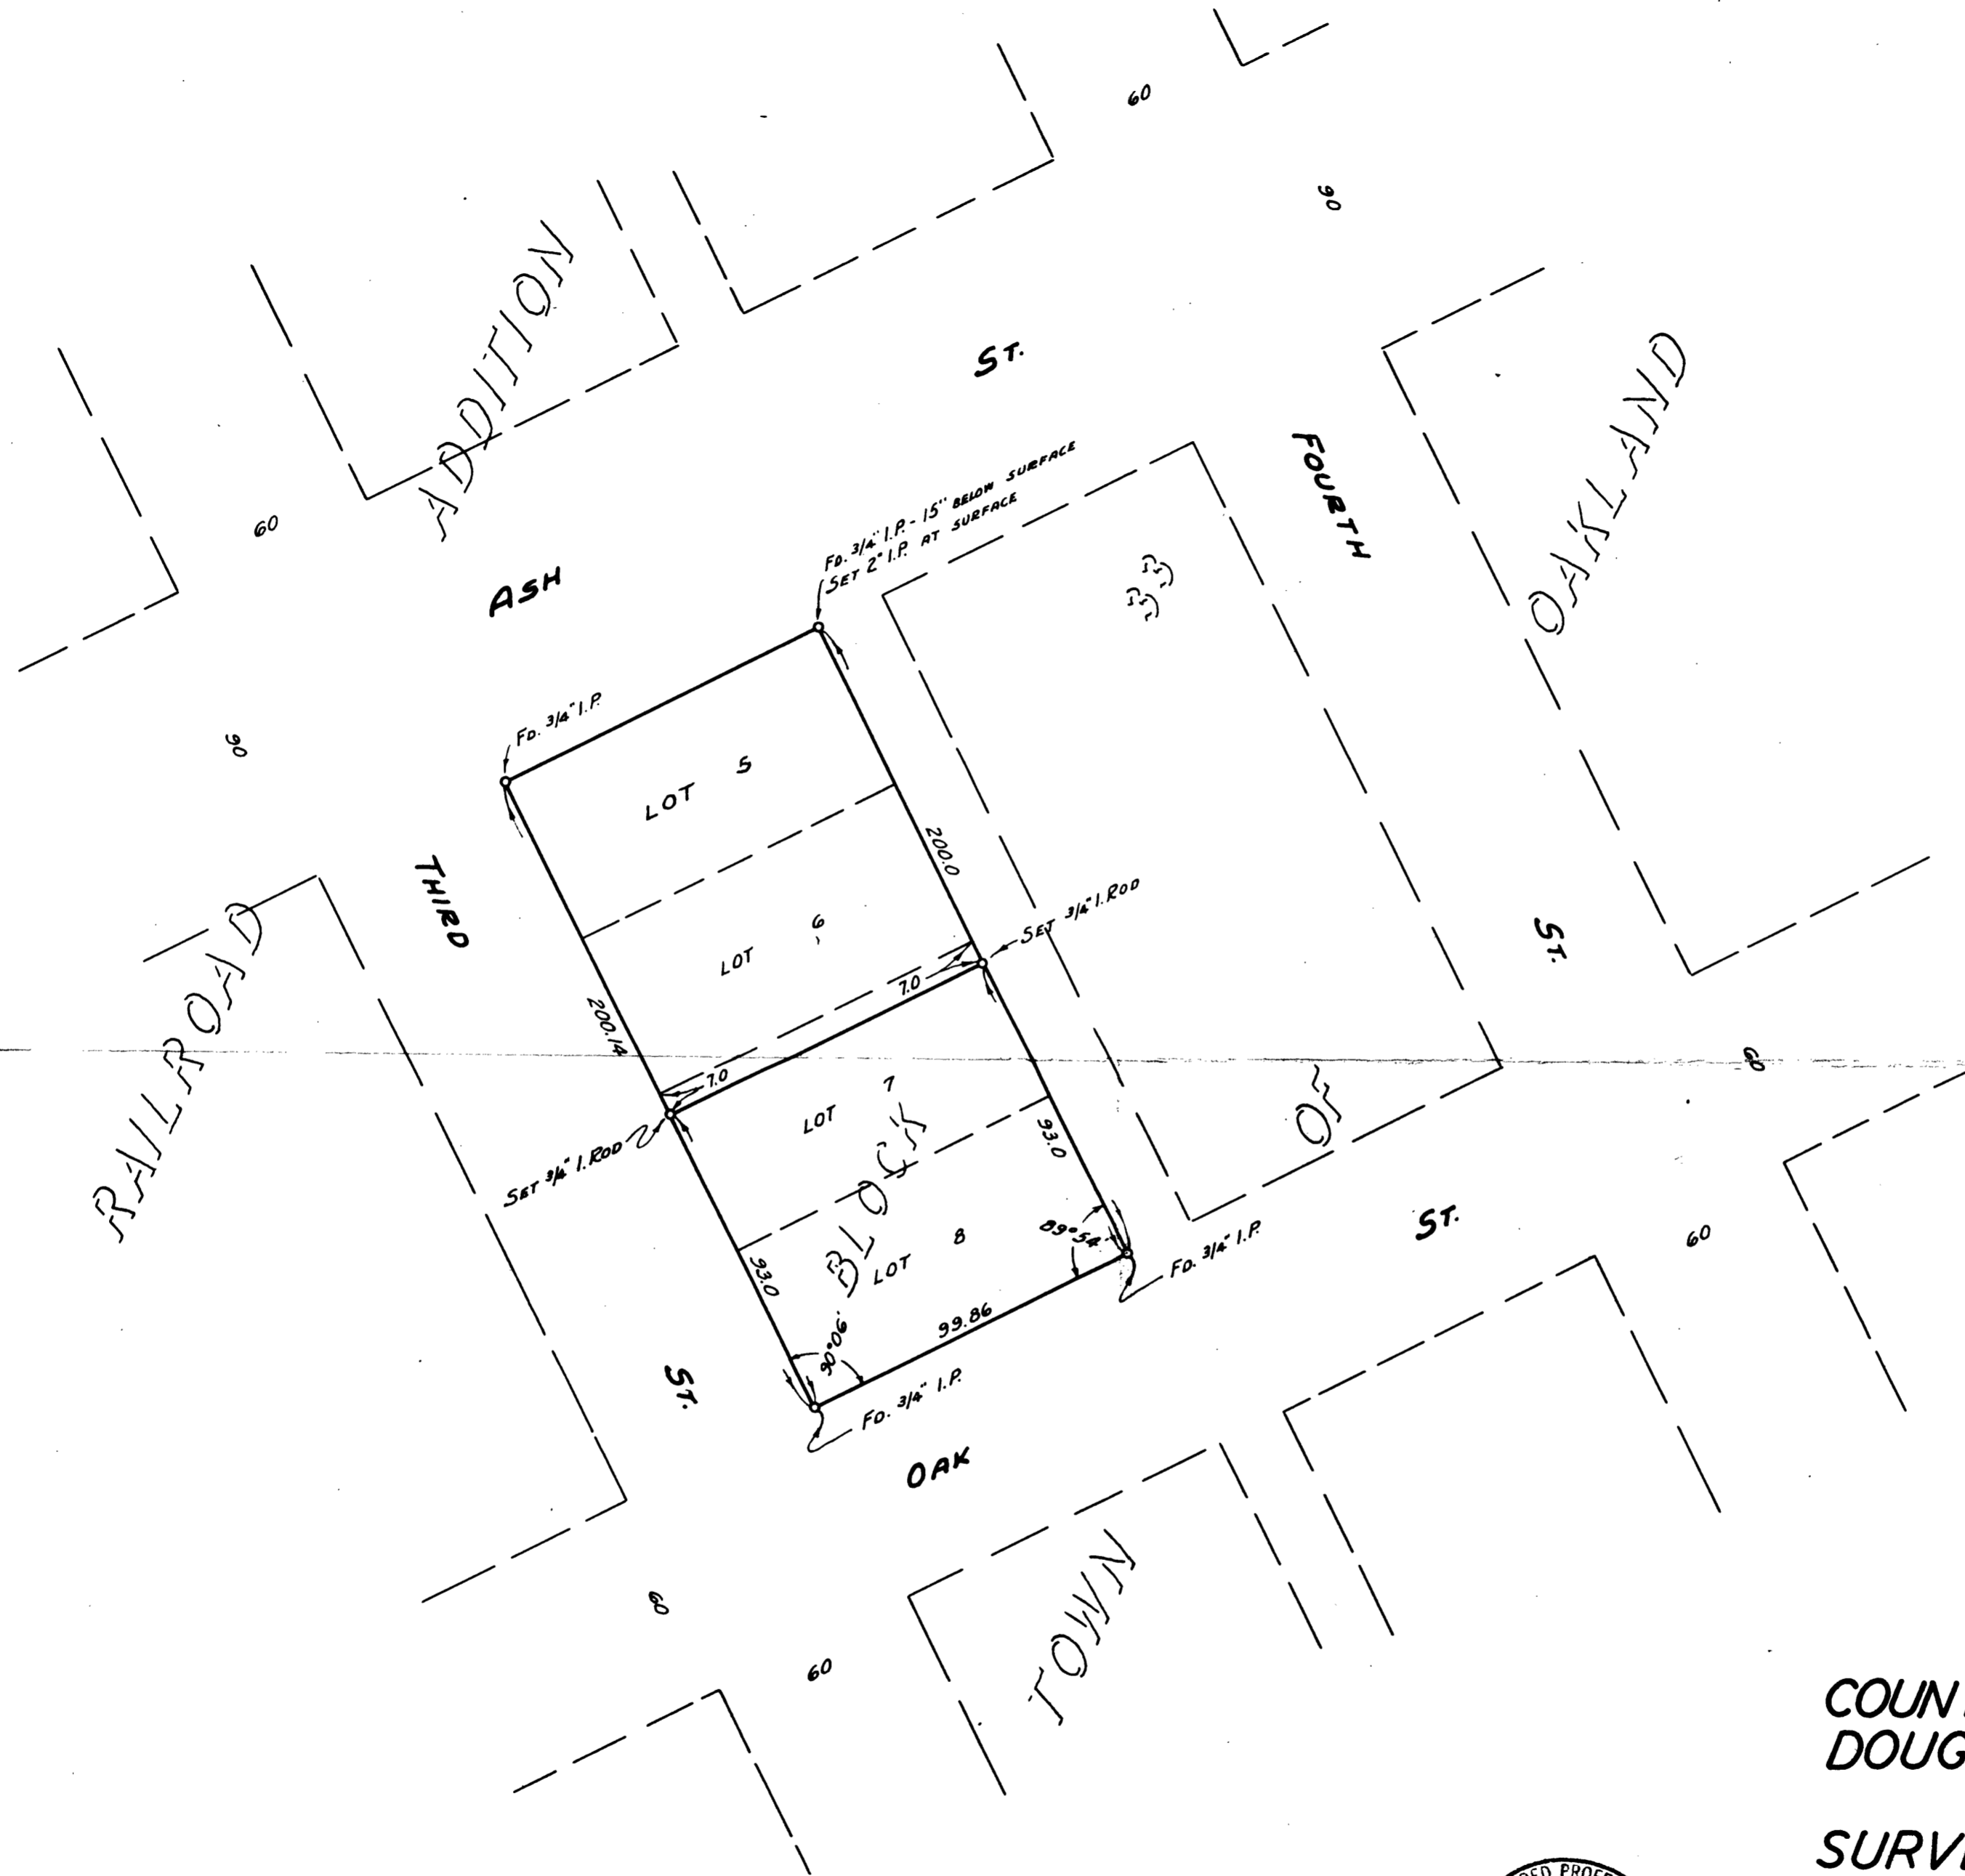 60
90
ADDITION
ST.
FOURTH
OAKLAND
60
FD. 3/4" I.P. - 15" BELOW SURFACE
SET 2" I.P. AT SURFACE
33
ASH
FD. 3/4" I.P.
90
LOT 5
THIRD
200.0
SET 3/4" I. ROD
RAILROAD
LOT 6
7.0
ST.
200.14
7.0
60
LOT 7
OF
SET 3/4" I. ROD
BLOCK
93.0
ST.
60
LOT 8
89°54'
FD. 3/4" I.P.
93.0
90°06'
99.86
ST.
FD. 3/4" I.P.
OAK
60
TOWN
60
COUN
DOUG
SURV